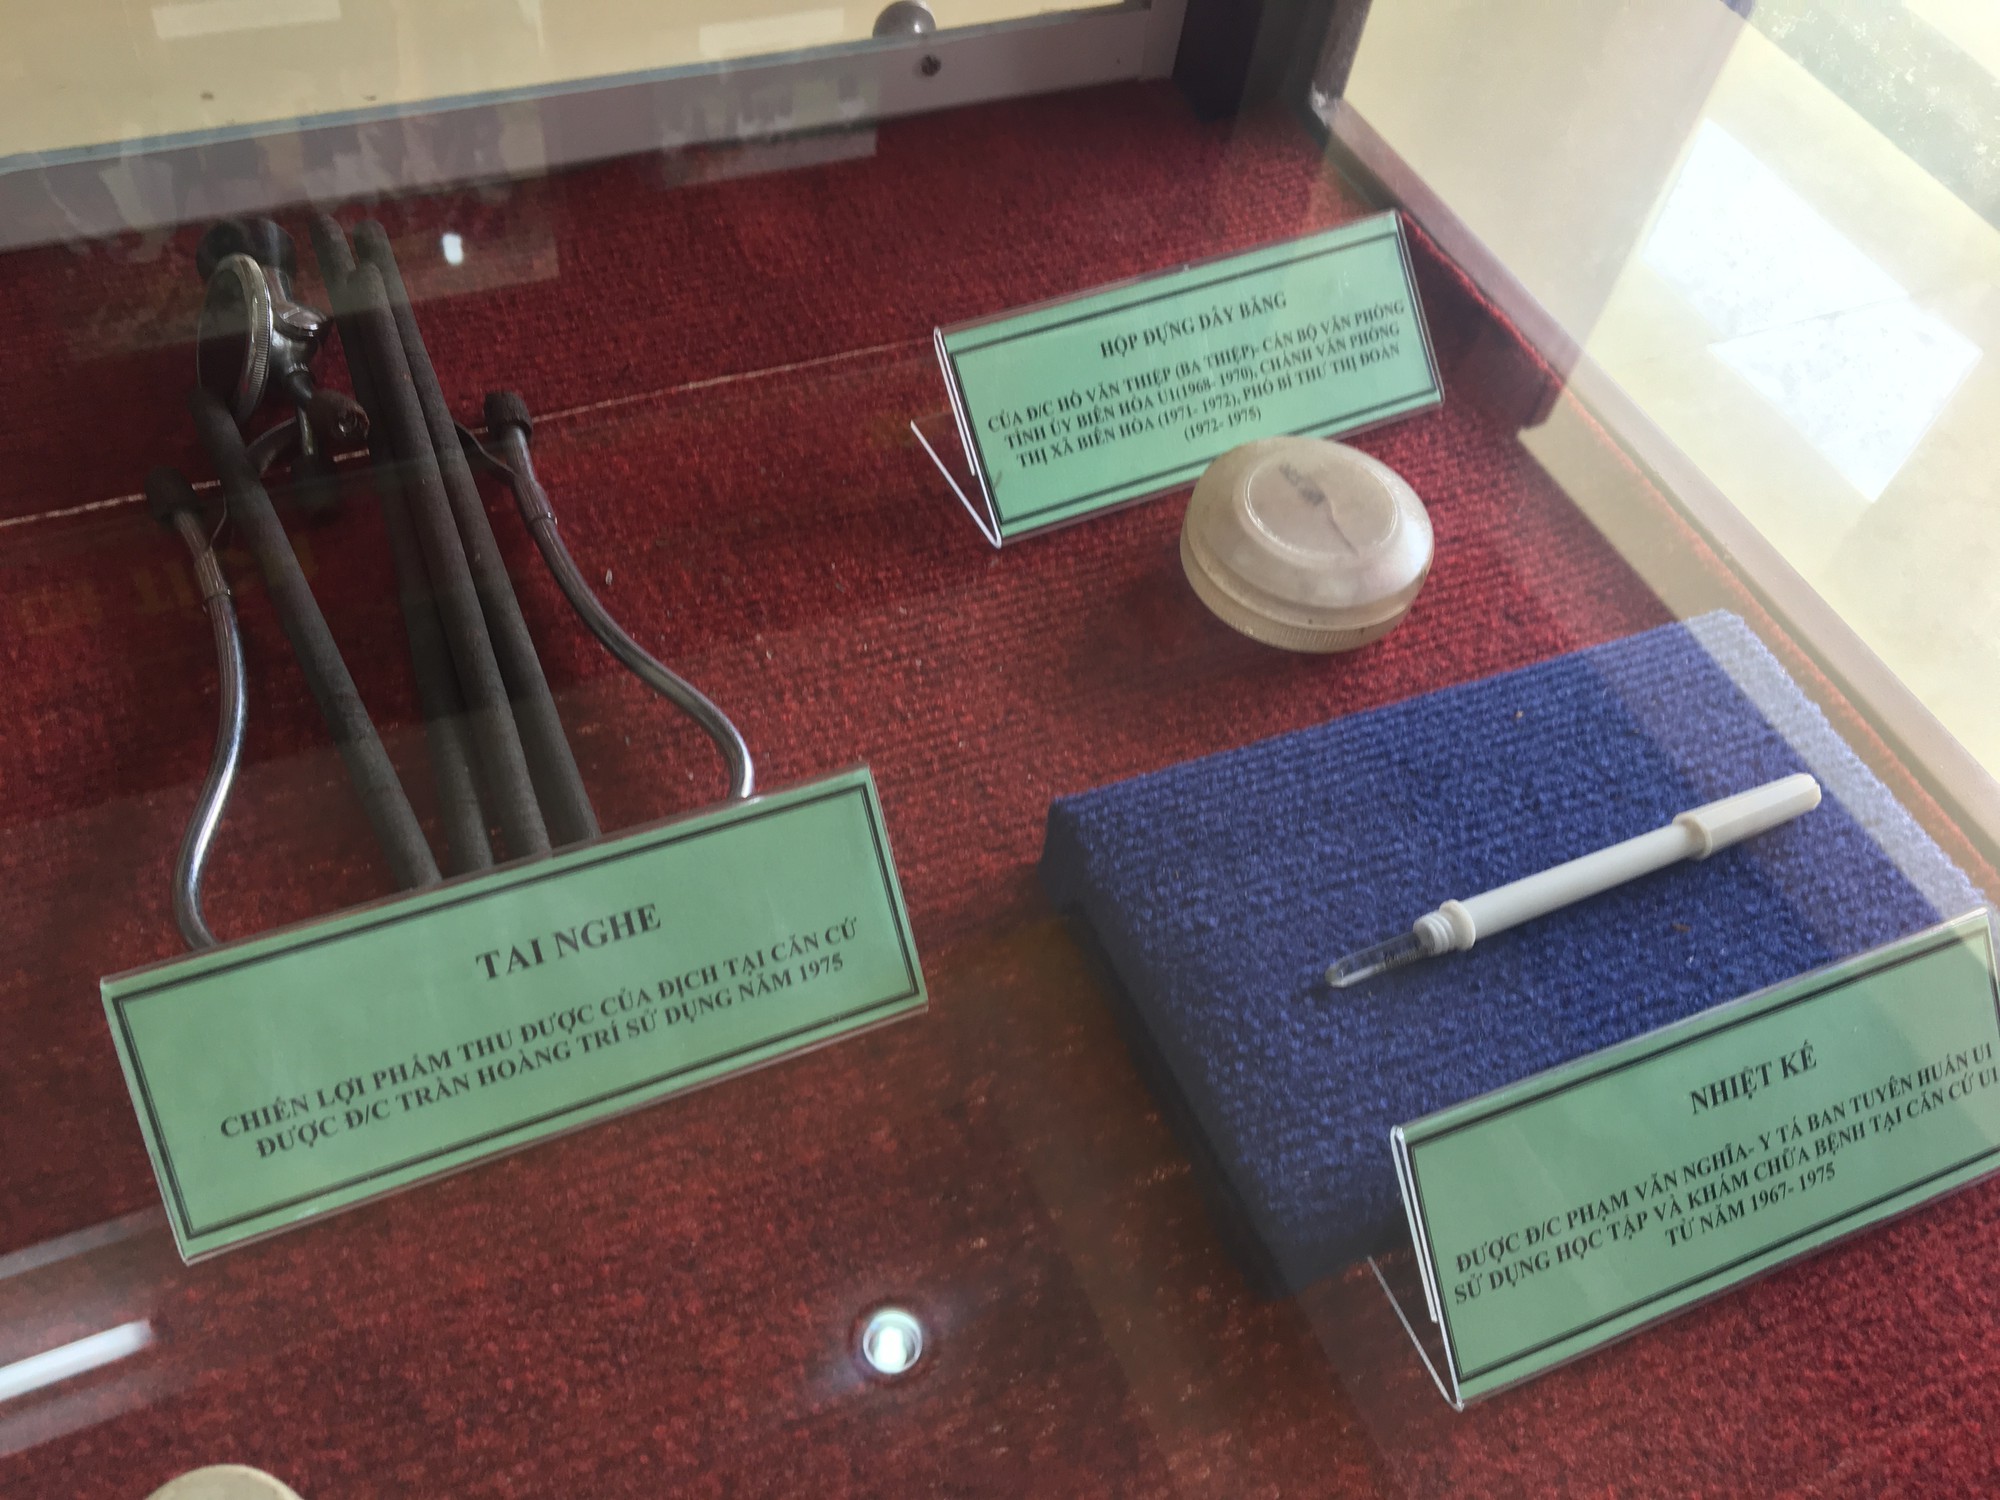 HỘP ĐỰNG DÂY BĂNG
CỦA Đ/C HỒ VĂN THIỆP (BA THIỆP)- CÁN BỘ VĂN PHÒNG
TỈNH ỦY BIÊN HÒA U1(1968- 1970), CHÁNH VĂN PHÒNG
THỊ XÃ BIÊN HÒA (1971- 1972), PHÓ BÍ THƯ THỊ ĐOÀN
(1972- 1975)
TAI NGHE
CHIẾN LỢI PHẨM THU ĐƯỢC CỦA ĐỊCH TẠI CĂN CỨ
ĐƯỢC Đ/C TRẦN HOÀNG TRÍ SỬ DỤNG NĂM 1975
NHIỆT KẾ
ĐƯỢC Đ/C PHẠM VĂN NGHĨA- Y TÁ BAN TUYÊN HUẤN U1
SỬ DỤNG HỌC TẬP VÀ KHÁM CHỮA BỆNH TẠI CĂN CỨ U1
TỪ NĂM 1967- 1975